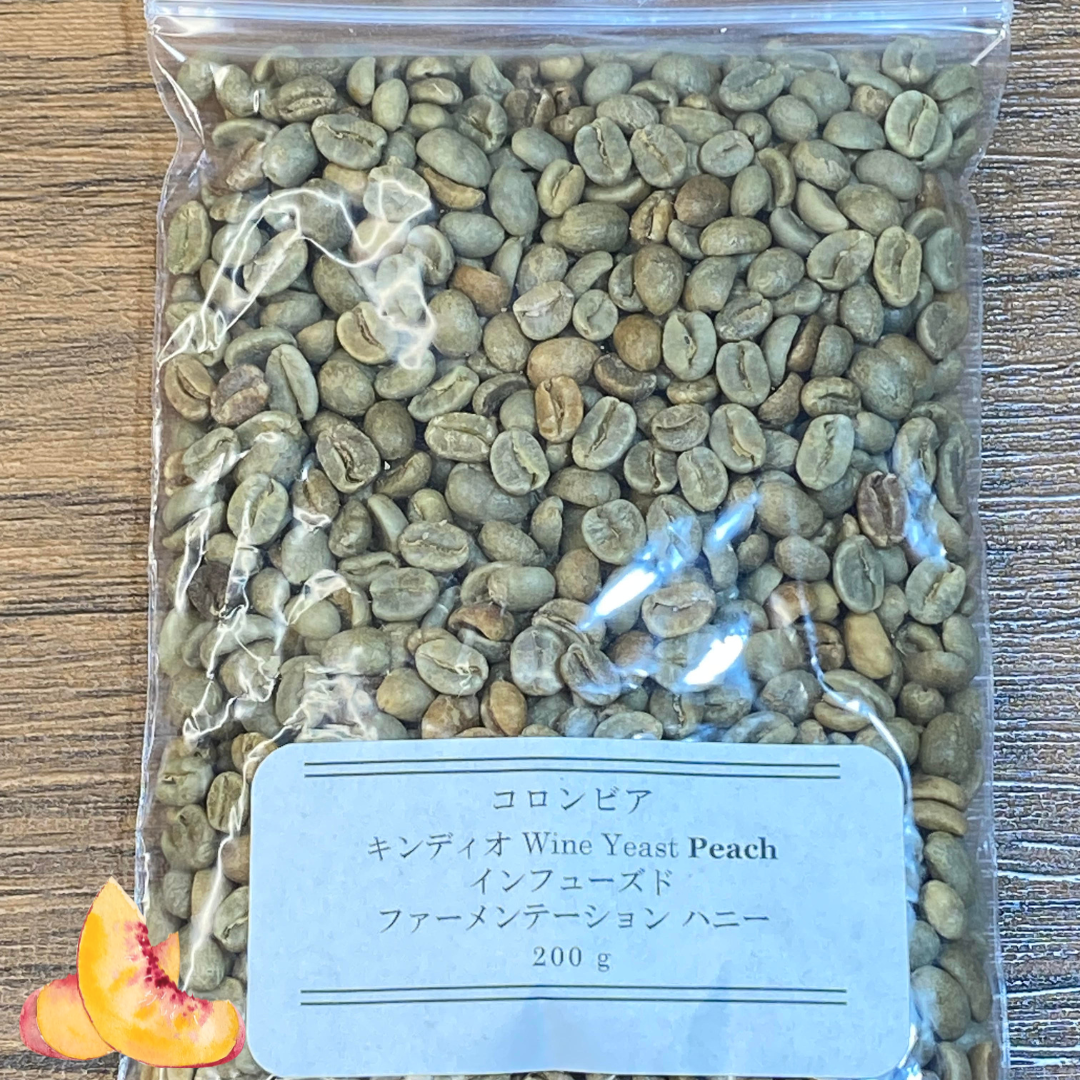 コロンビア
キンディオ Wine Yeast Peach
インフューズド
ファーメンテーション ハニー
200 g